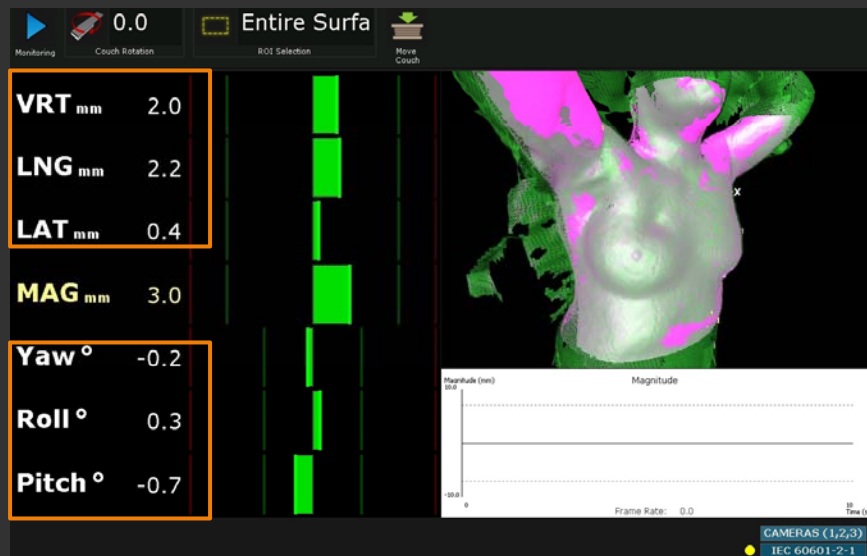 0.0
Entire Surfa
Monitoring
Couch Rotation
ROI Selection
Move
Couch
VRT mm 2.0
LNG mm 2.2
LAT mm 0.4
MAG mm 3.0
Yaw ° -0.2
Roll ° 0.3
Pitch ° -0.7
x
Magnitude (mm)
Magnitude
10.0
-10.0
0
10
Frame Rate: 0.0
Time (s
CAMERAS (1,2,3)
IEC 60601-2-1